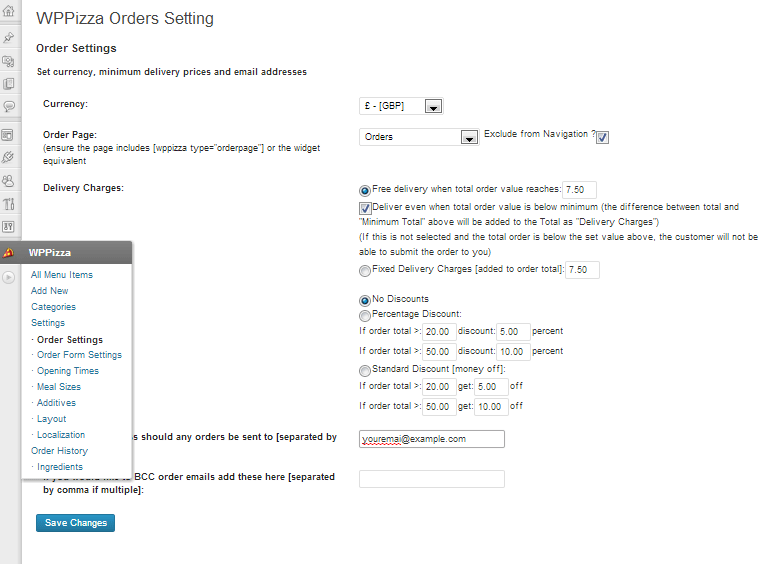 WPPizza Orders Setting
Order Settings
Set currency, minimum delivery prices and email addresses
Currency:
£ - [GBP]
Order Page:
(ensure the page includes [wppizza type="orderpage"] or the widget
equivalent
Orders
Exclude from Navigation ?
Delivery Charges:
Free delivery when total order value reaches: 7.50
Deliver even when total order value is below minimum (the difference between total and
"Minimum Total" above will be added to the Total as "Delivery Charges")
(If this is not selected and the total order is below the set value above, the customer will not be
able to submit the order to you)
Fixed Delivery Charges [added to order total]: 7.50
No Discounts
Percentage Discount:
If order total >: 20.00 discount: 5.00 percent
If order total >: 50.00 discount: 10.00 percent
Standard Discount [money off]:
If order total >: 20.00 get: 5.00 off
If order total >: 50.00 get: 10.00 off
should any orders be sent to [separated by
youremai@example.com
BCC order emails add these here [separated
by comma if multiple]:
Save Changes
WPPizza
All Menu Items
Add New
Categories
Settings
· Order Settings
· Order Form Settings
· Opening Times
· Meal Sizes
· Additives
· Layout
· Localization
Order History
· Ingredients